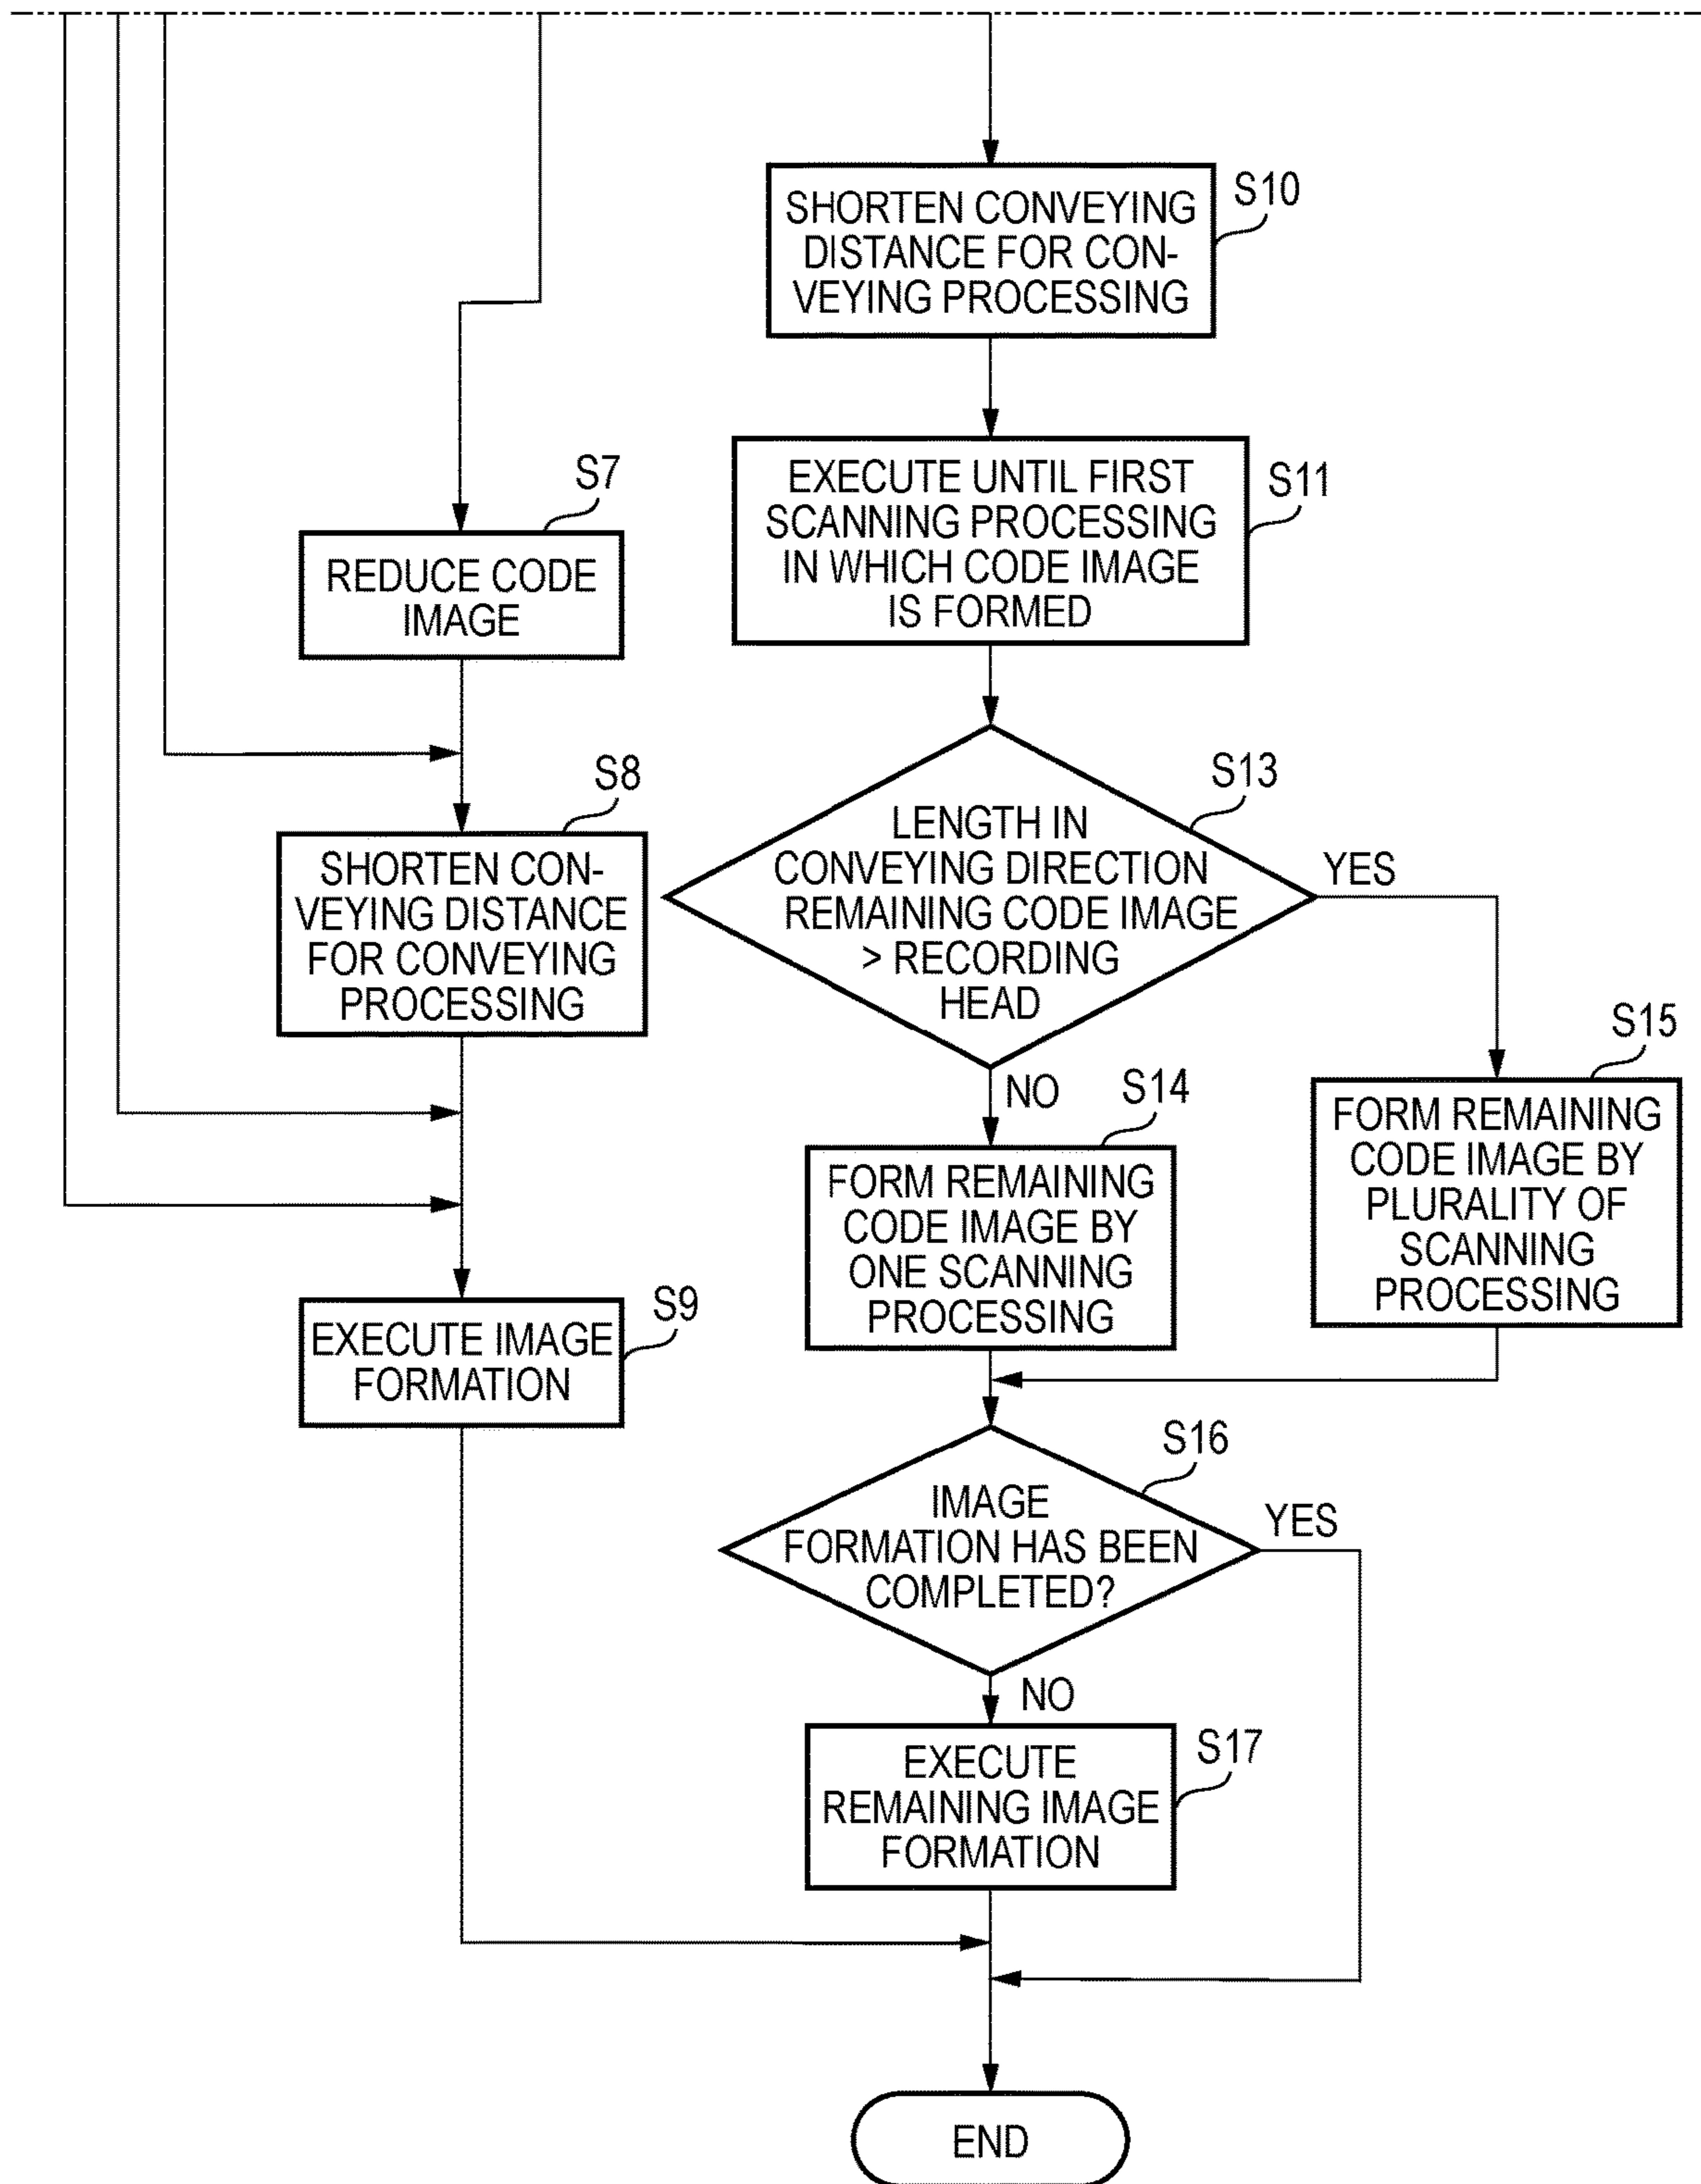 S10
SHORTEN CONVEYING
DISTANCE FOR CON-
VEYING PROCESSING
S11
EXECUTE UNTIL FIRST
SCANNING PROCESSING
IN WHICH CODE IMAGE
IS FORMED
S7
REDUCE CODE
IMAGE
S8
SHORTEN CON-
VEYING DISTANCE
FOR CONVEYING
PROCESSING
S13
LENGTH IN
CONVEYING DIRECTION
REMAINING CODE IMAGE
> RECORDING
HEAD
YES
NO
S14
FORM REMAINING
CODE IMAGE BY
ONE SCANNING
PROCESSING
S15
FORM REMAINING
CODE IMAGE BY
PLURALITY OF
SCANNING
PROCESSING
S9
EXECUTE IMAGE
FORMATION
S16
IMAGE
FORMATION HAS BEEN
COMPLETED?
YES
NO
S17
EXECUTE
REMAINING IMAGE
FORMATION
END